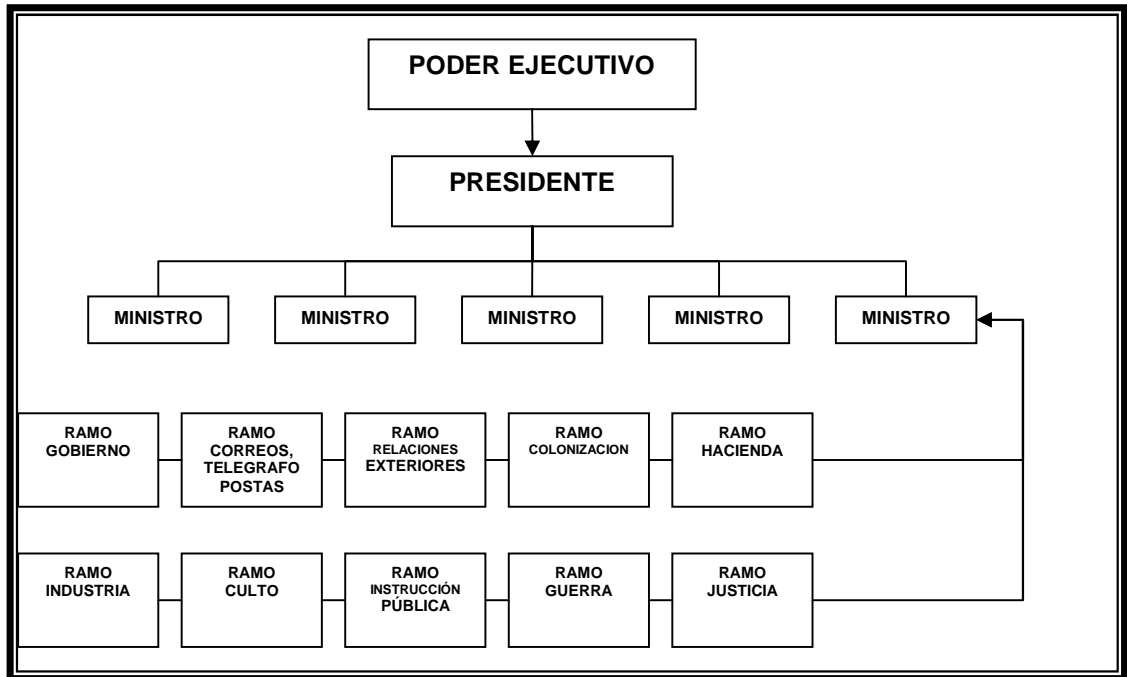 PODER EJECUTIVO
PRESIDENTE
MINISTRO
MINISTRO
MINISTRO
MINISTRO
MINISTRO
RAMO
GOBIERNO
RAMO
CORREOS,
TELEGRAFO
POSTAS
RAMO
RELACIONES
EXTERIORES
RAMO
COLONIZACION
RAMO
HACIENDA
RAMO
INDUSTRIA
RAMO
CULTO
RAMO
INSTRUCCIÓN
PÚBLICA
RAMO
GUERRA
RAMO
JUSTICIA